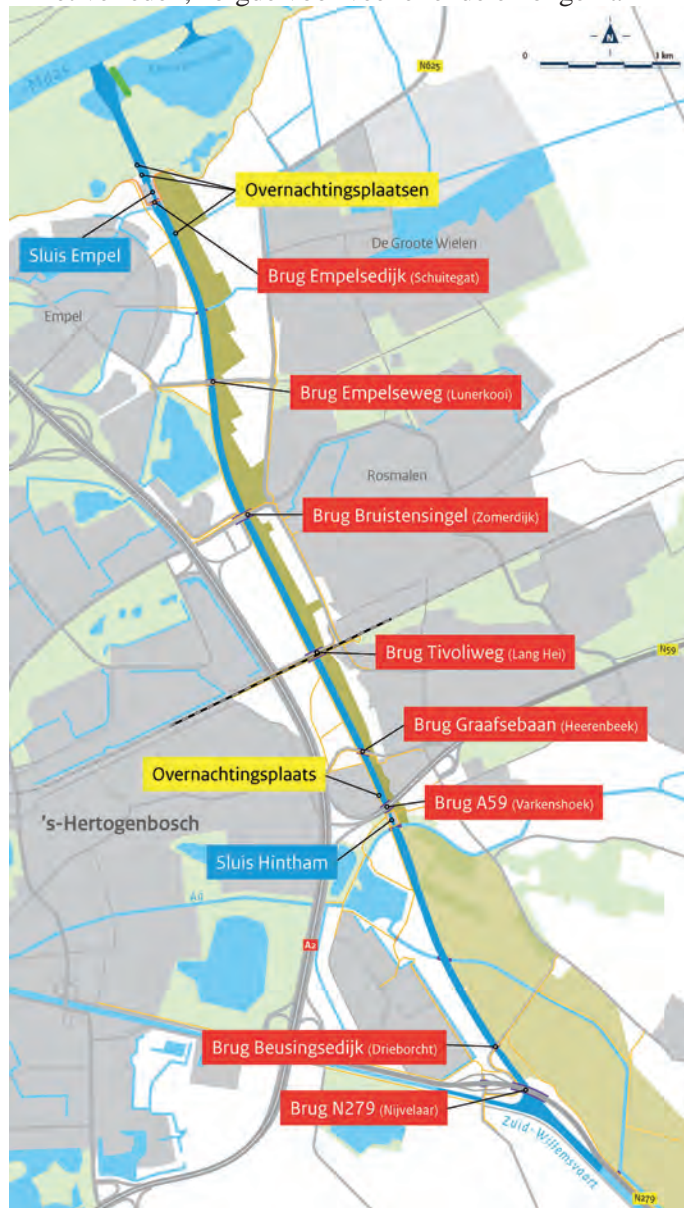 Maas
N625
N
0 1 km
Overnachtingsplaatsen
De Groote Wielen
Sluis Empel
Brug Empelsedijk (Schuitegat)
Empel
Brug Empelseweg (Lunerkooi)
Rosmalen
Brug Bruistensingel (Zomerdijk)
Brug Tivoliweg (Lang Hei)
N59
Brug Graafsebaan (Heerenbeek)
Overnachtingsplaats
Brug A59 (Varkenshoek)
's-Hertogenbosch
Sluis Hintham
Aa
A2
Brug Beusingsedijk (Drieborcht)
Brug N279 (Nijvelaar)
Zuid-Willemsvaart
N279